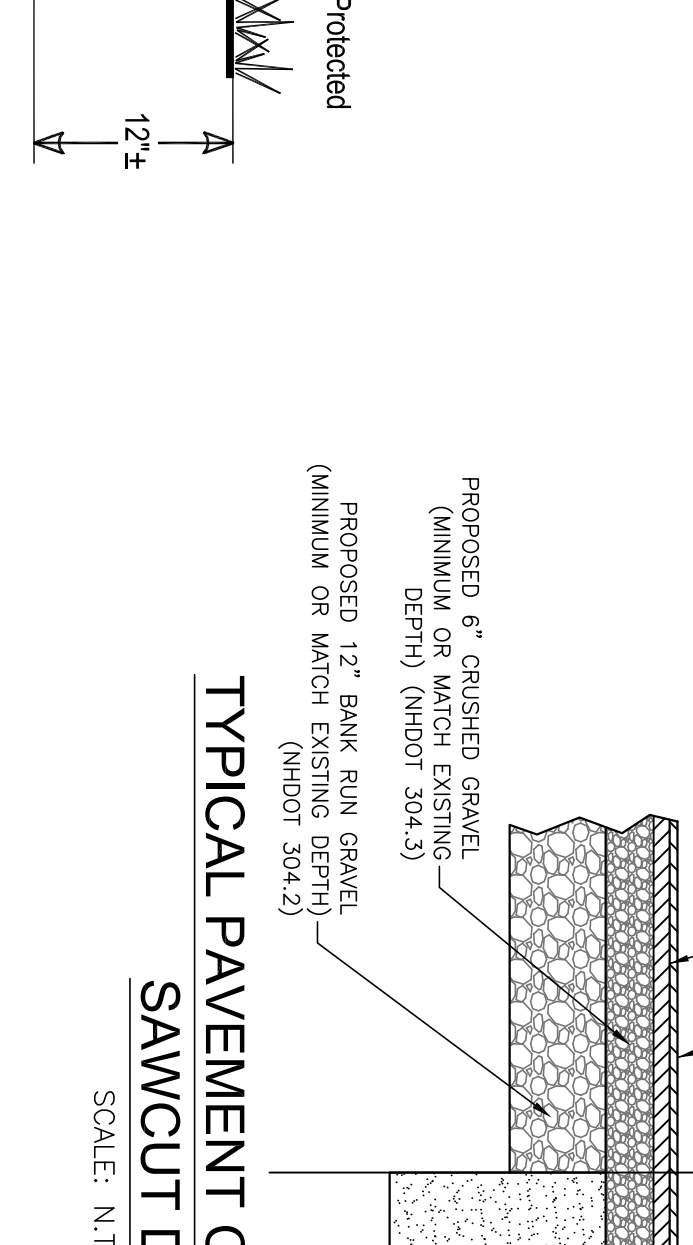 Protected
12"±
PROPOSED 6" CRUSHED GRAVEL
(MINIMUM OR MATCH EXISTING
DEPTH) (NHDOT 304.3)
PROPOSED 12" BANK RUN GRAVEL
(MINIMUM OR MATCH EXISTING DEPTH)
(NHDOT 304.2)
TYPICAL PAVEMENT
SAWCUT
SCALE: N.T